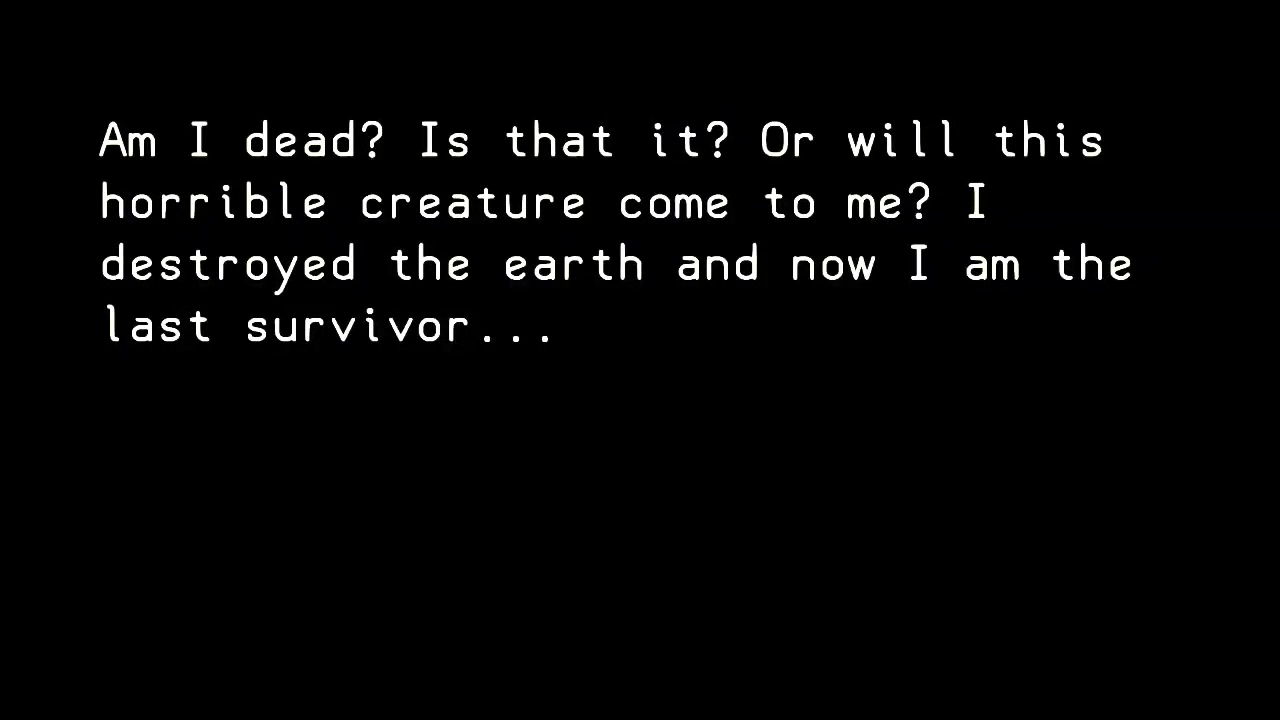 Am I dead? Is that it? Or will this
horrible creature come to me? I
destroyed the earth and now I am the
last survivor...